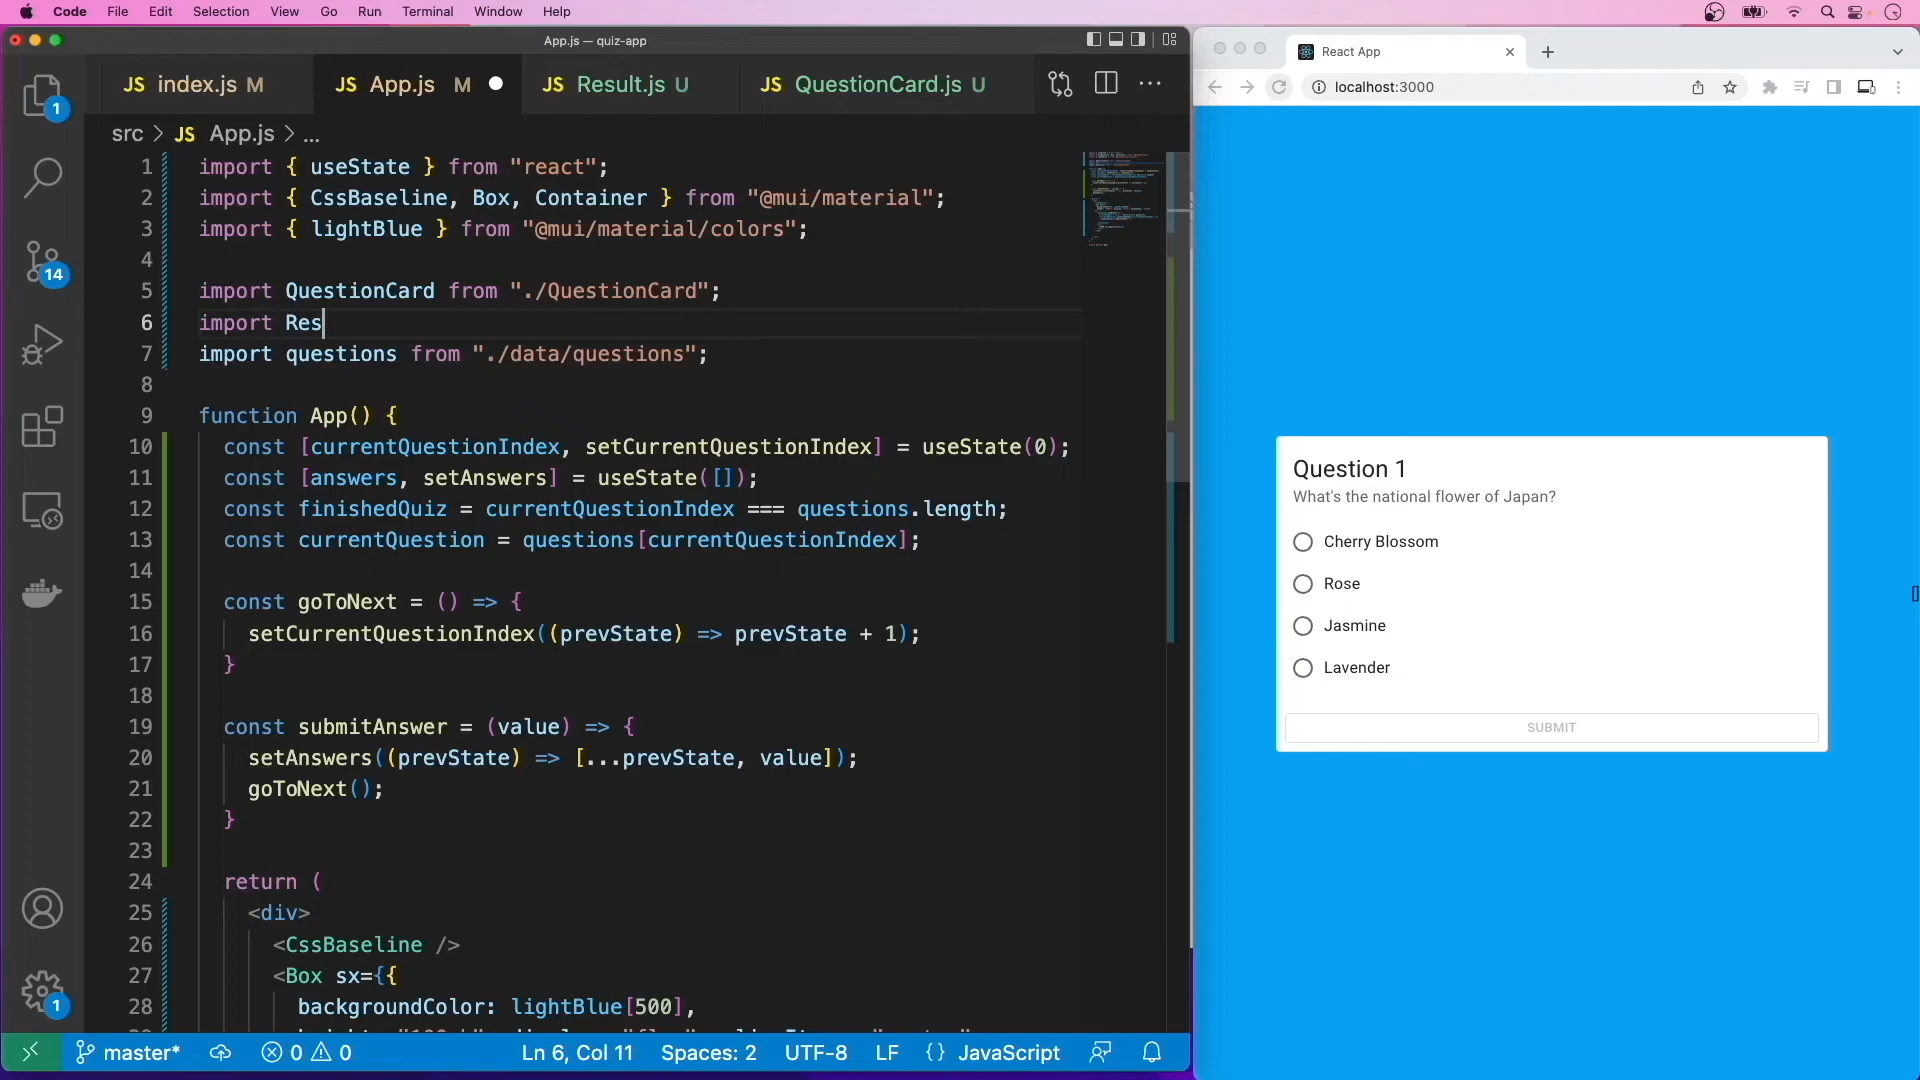 Code File Edit Selection View Go Run Terminal Window Help
App.js — quiz-app
JS index.js M
JS App.js M
JS Result.js U
JS QuestionCard.js U
src > JS App.js > ...
1 import { useState } from "react";
2 import { CssBaseline, Box, Container } from "@mui/material";
3 import { lightBlue } from "@mui/material/colors";
4
5 import QuestionCard from "./QuestionCard";
6 import Res
7 import questions from "./data/questions";
8
9 function App() {
10 const [currentQuestionIndex, setCurrentQuestionIndex] = useState(0);
11 const [answers, setAnswers] = useState([]);
12 const finishedQuiz = currentQuestionIndex === questions.length;
13 const currentQuestion = questions[currentQuestionIndex];
14
15 const goToNext = () => {
16 setCurrentQuestionIndex((prevState) => prevState + 1);
17 }
18
19 const submitAnswer = (value) => {
20 setAnswers((prevState) => [...prevState, value]);
21 goToNext();
22 }
23
24 return (
25 <div>
26 <CssBaseline />
27 <Box sx={{
28 backgroundColor: lightBlue[500],
1
14
1
master* 0 0 Ln 6, Col 11 Spaces: 2 UTF-8 LF {} JavaScript
React App
localhost:3000
Question 1
What's the national flower of Japan?
Cherry Blossom
Rose
Jasmine
Lavender
SUBMIT